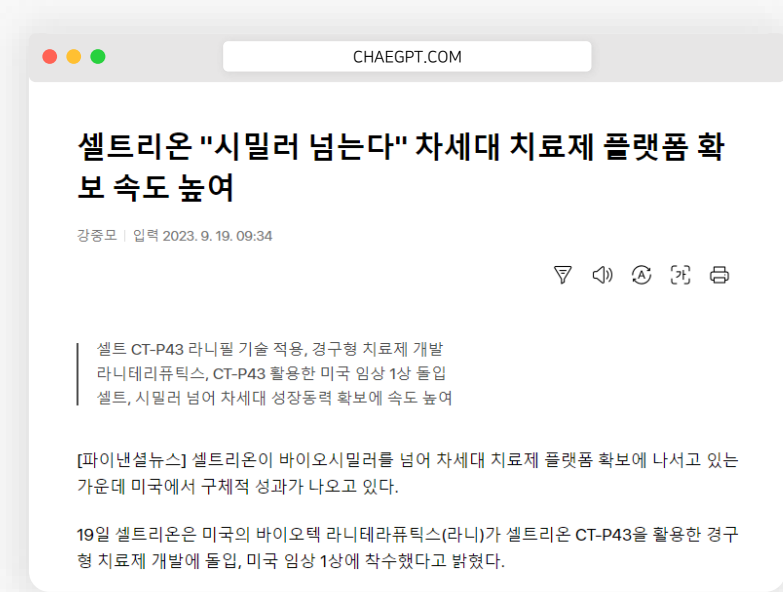 CHAEGPT.COM
셀트리온 "시밀러 넘는다" 차세대 치료제 플랫폼 확
보 속도 높여
강중모 | 입력 2023. 9. 19. 09:34
셀트 CT-P43 라니필 기술 적용, 경구형 치료제 개발
라니테리퓨틱스, CT-P43 활용한 미국 임상 1상 돌입
셀트, 시밀러 넘어 차세대 성장동력 확보에 속도 높여
[파이낸셜뉴스] 셀트리온이 바이오시밀러를 넘어 차세대 치료제 플랫폼 확보에 나서고 있는
가운데 미국에서 구체적 성과가 나오고 있다.
19일 셀트리온은 미국의 바이오텍 라니테라퓨틱스(라니)가 셀트리온 CT-P43을 활용한 경구
형 치료제 개발에 돌입, 미국 임상 1상에 착수했다고 밝혔다.